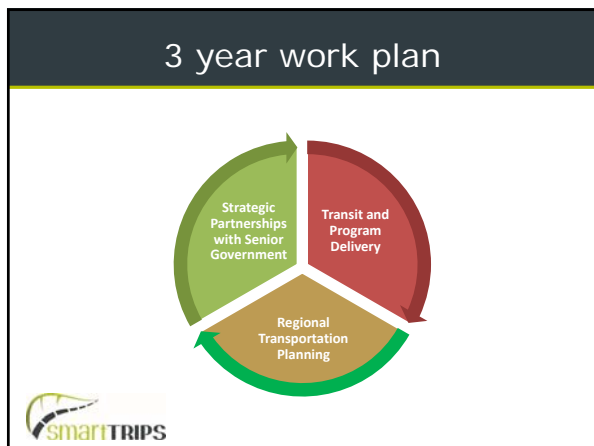 3 year work plan
Strategic
Partnerships
with Senior
Government
Transit and
Program
Delivery
Regional
Transportation
Planning
smartTRIPS